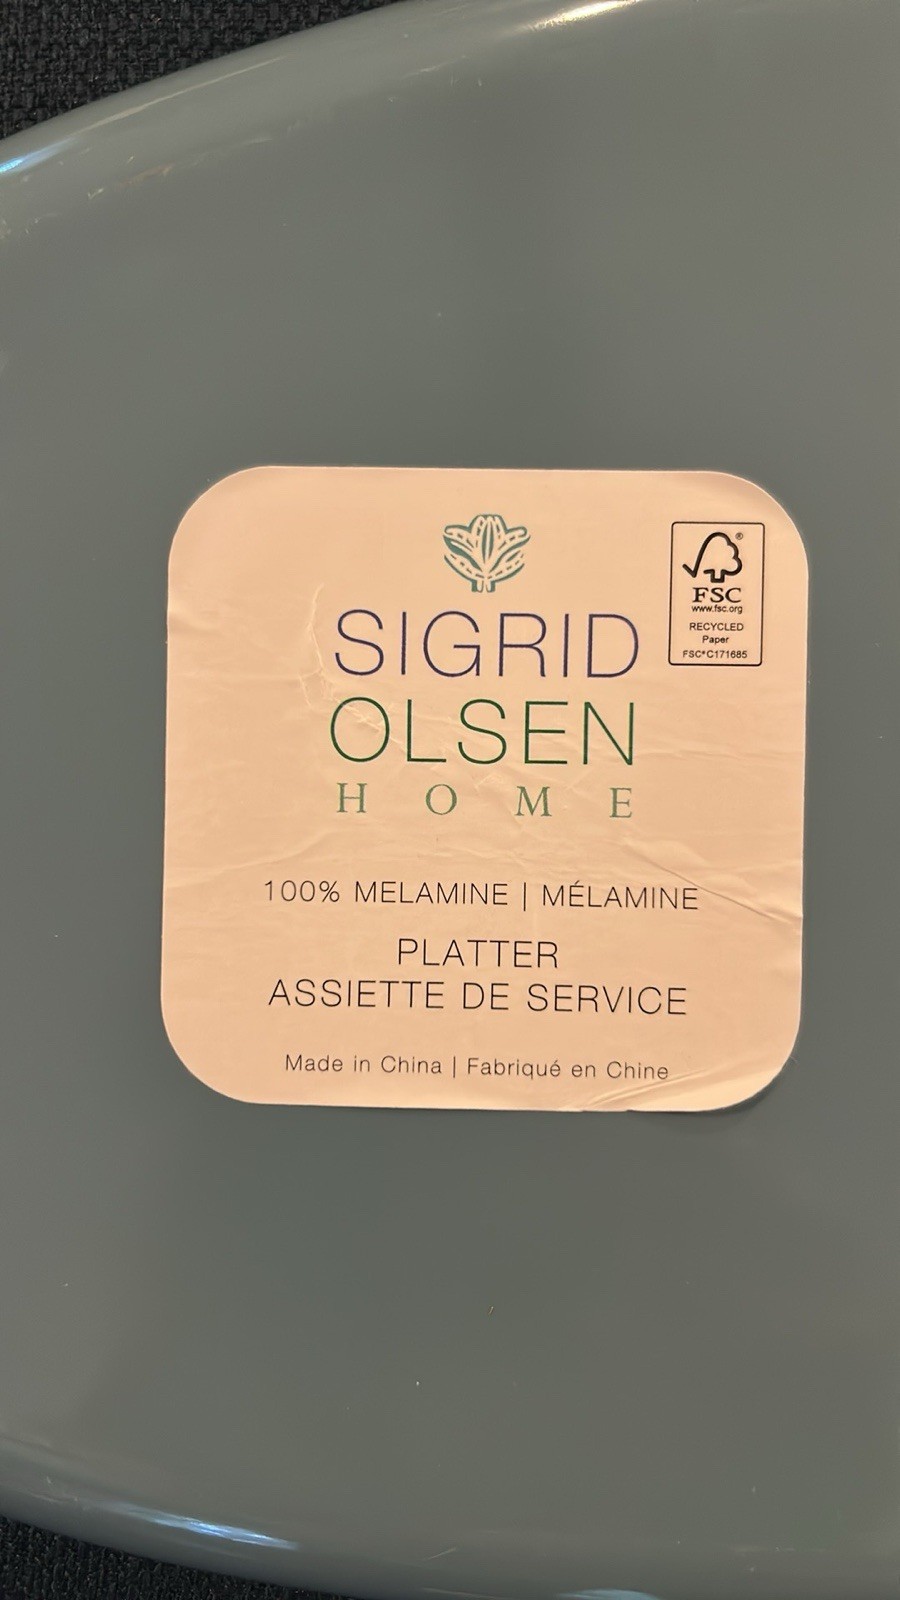 SIGRID
OLSEN
HOME
FSC®
www.fsc.org
RECYCLED
Paper
FSC® C171685
100% MELAMINE | MÉLAMINE
PLATTER
ASSIETTE DE SERVICE
Made in China | Fabriqué en Chine